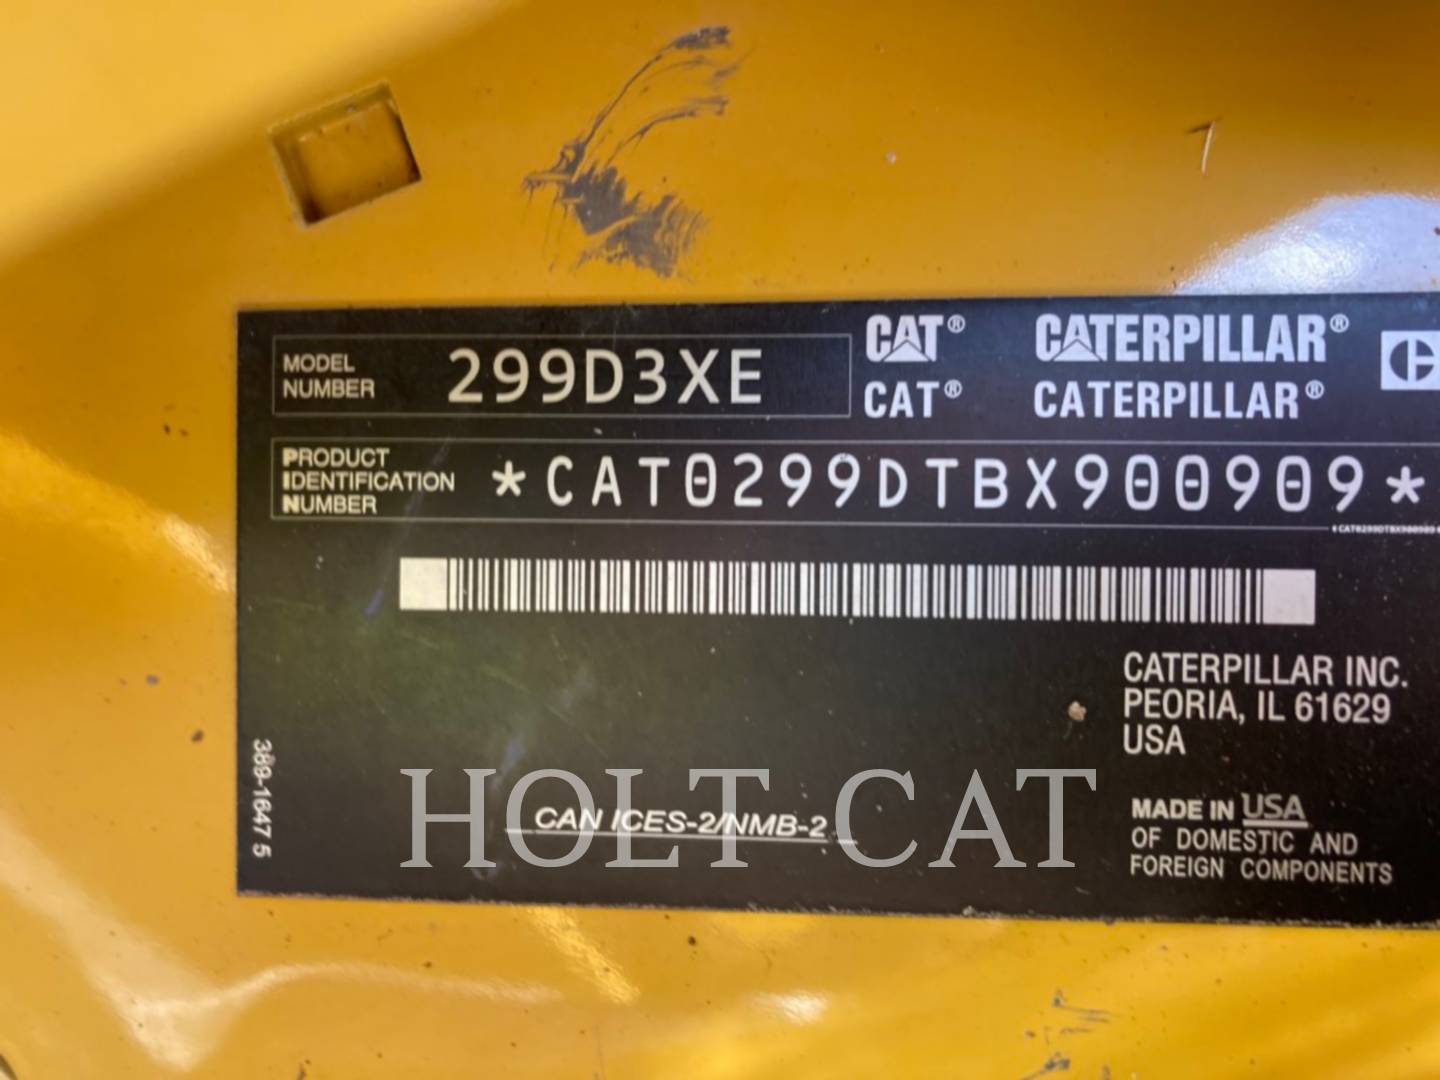 MODEL NUMBER 299D3XE
CAT® CATERPILLAR®
CAT® CATERPILLAR®
PRODUCT IDENTIFICATION NUMBER *CAT0299DTBX900909*
*CAT0299DTBX900909*
CATERPILLAR INC.
PEORIA, IL 61629
USA
389-1647 5
CAN ICES-2/NMB-2
HOLT CAT
MADE IN USA
OF DOMESTIC AND
FOREIGN COMPONENTS